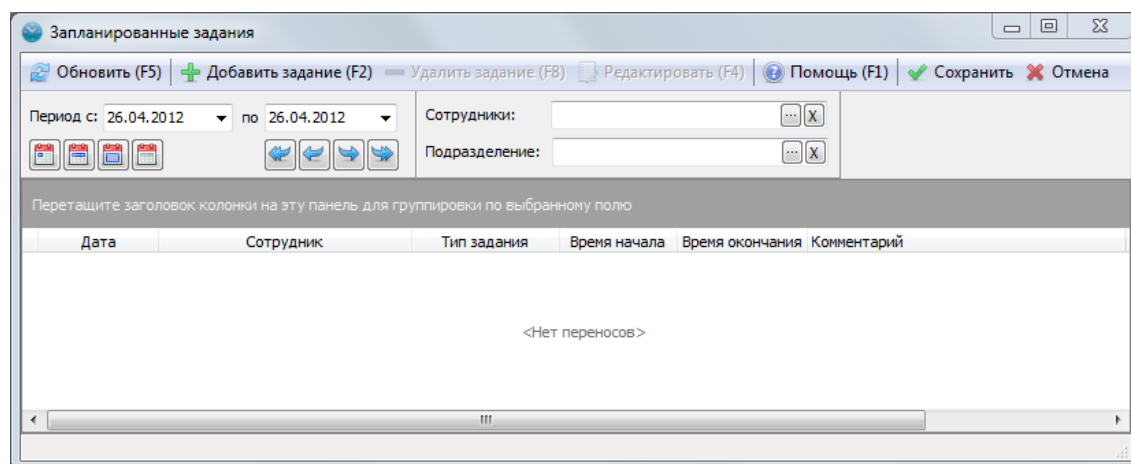 Запланированные задания
Обновить (F5) Добавить задание (F2) Удалить задание (F8) Редактировать (F4) Помощь (F1) Сохранить Отмена
Период с: 26.04.2012 по 26.04.2012 Сотрудники: ... X
Подразделение: ... X
Перетащите заголовок колонки на эту панель для группировки по выбранному полю
Дата Сотрудник Тип задания Время начала Время окончания Комментарий
<Нет переносов>